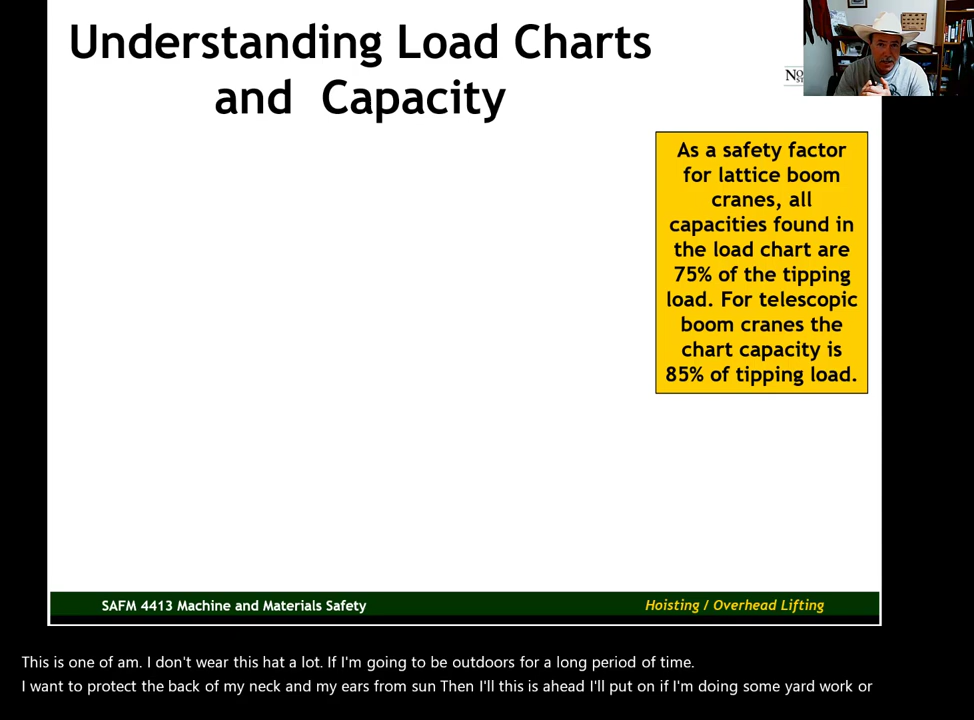 Understanding Load Charts
and Capacity
No
As a safety factor
for lattice boom
cranes, all
capacities found in
the load chart are
75% of the tipping
load. For telescopic
boom cranes the
chart capacity is
85% of tipping load.
SAFM 4413 Machine and Materials Safety
Hoisting / Overhead Lifting
This is one of am. I don't wear this hat a lot. If I'm going to be outdoors for a long period of time.
I want to protect the back of my neck and my ears from sun Then I'll this is ahead I'll put on if I'm doing some yard work or